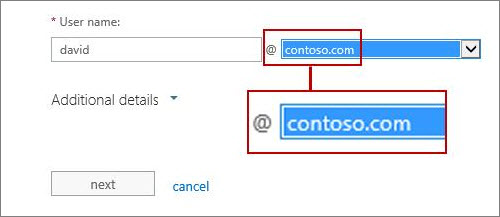 * User name:
david @ contoso.com
Additional details
@ contoso.com
next cancel